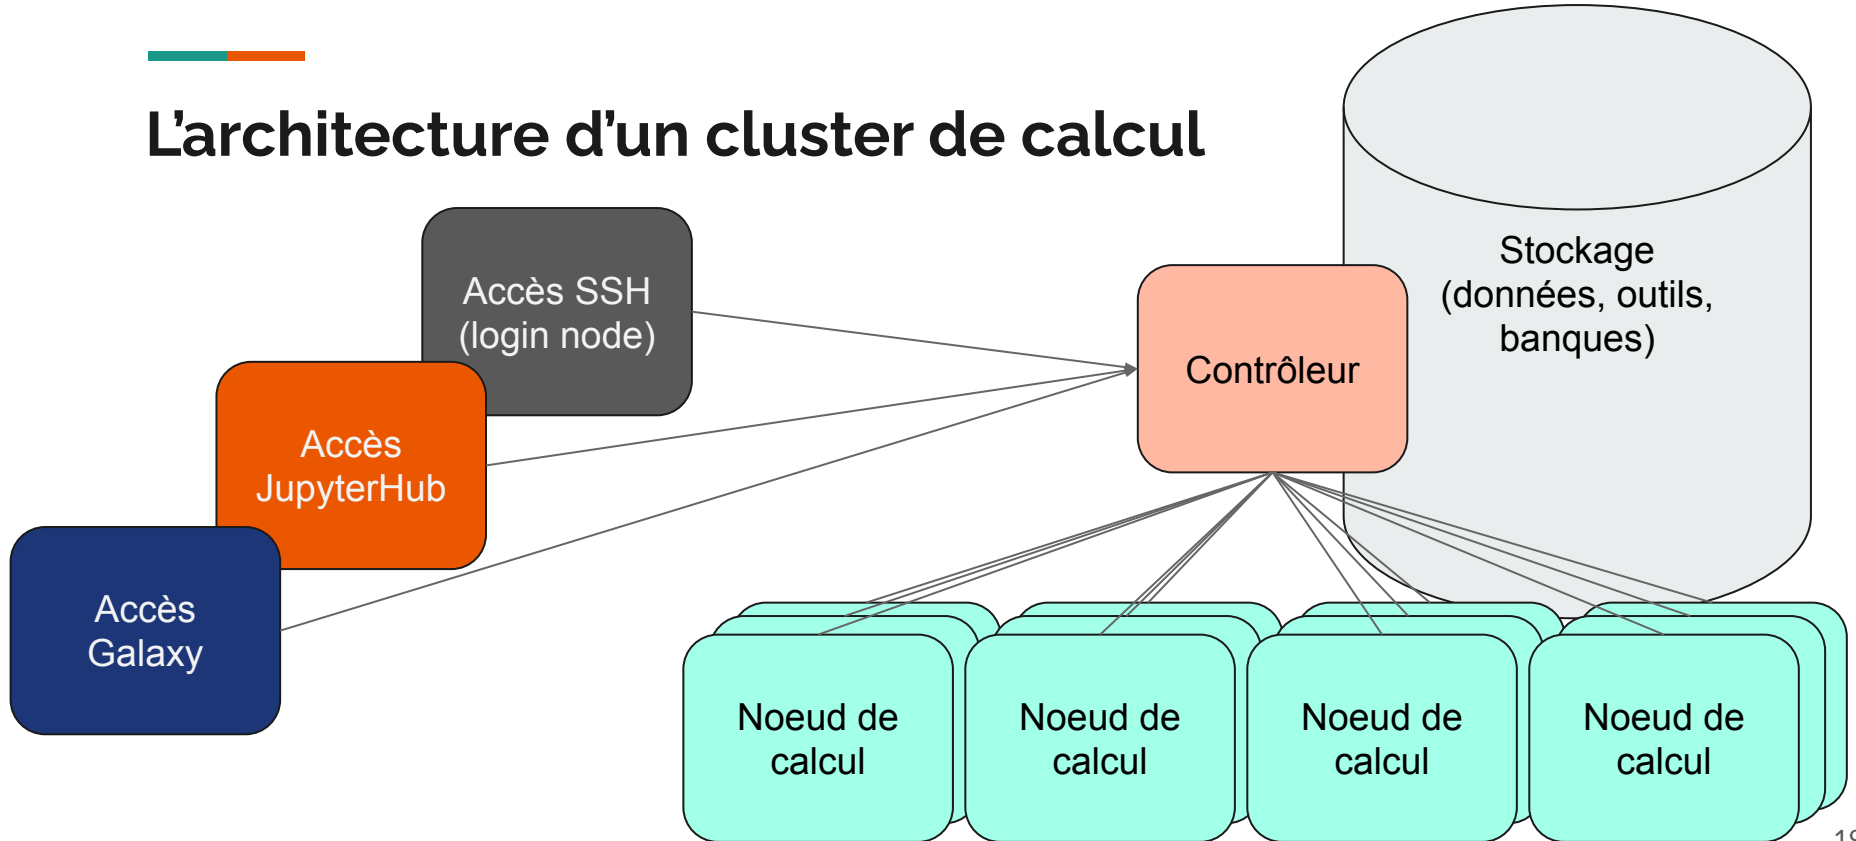 L'architecture d'un cluster de calcul
Accès SSH
(login node)
Accès
JupyterHub
Accès
Galaxy
Contrôleur
Stockage
(données, outils,
banques)
Noeud de
calcul
Noeud de
calcul
Noeud de
calcul
Noeud de
calcul